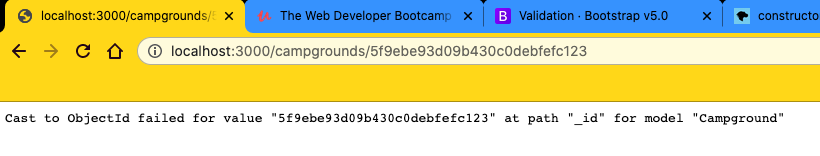 localhost:3000/campgrounds/5
The Web Developer Bootcamp
Validation · Bootstrap v5.0
constructo
localhost:3000/campgrounds/5f9ebe93d09b430c0debfefc123
Cast to ObjectId failed for value "5f9ebe93d09b430c0debfefc123" at path "_id" for model "Campground"